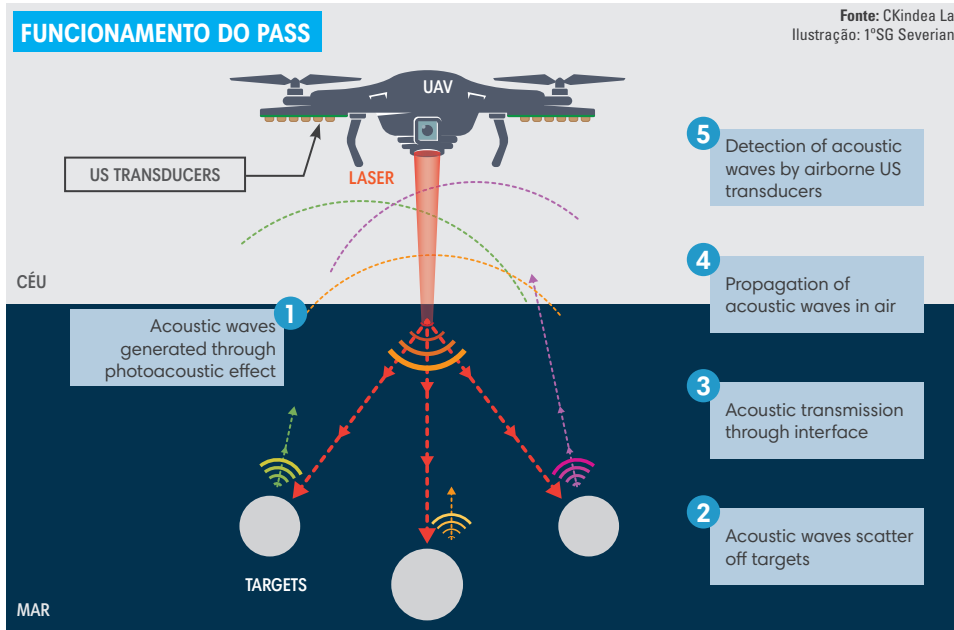 FUNCIONAMENTO DO PASS
Fonte: CKindea La
Ilustração: 1ºSG Severian
UAV
US TRANSDUCERS
LASER
5
Detection of acoustic
waves by airborne US
transducers
CÉU
4
Propagation of
acoustic waves in air
1
Acoustic waves
generated through
photoacoustic effect
3
Acoustic transmission
through interface
2
Acoustic waves scatter
off targets
TARGETS
MAR